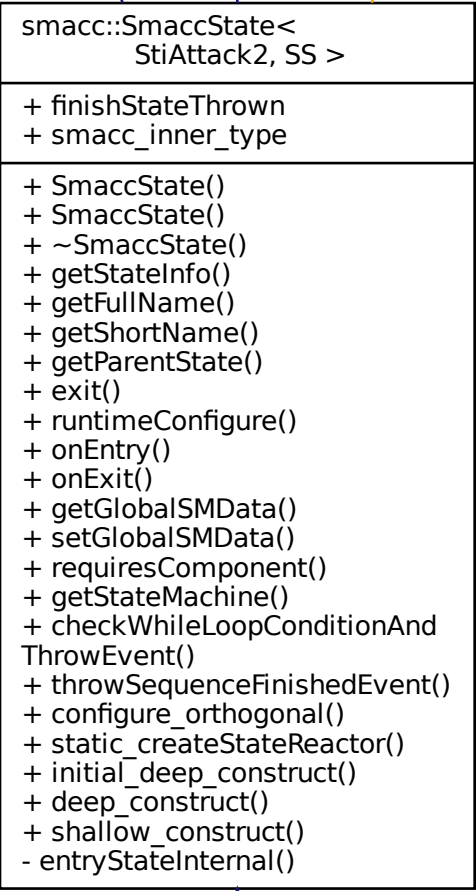 smacc::SmaccState<
StiAttack2, SS >
+ finishStateThrown
+ smacc_inner_type
+ SmaccState()
+ SmaccState()
+ ~SmaccState()
+ getStateInfo()
+ getFullName()
+ getShortName()
+ getParentState()
+ exit()
+ runtimeConfigure()
+ onEntry()
+ onExit()
+ getGlobalSMData()
+ setGlobalSMData()
+ requiresComponent()
+ getStateMachine()
+ checkWhileLoopConditionAnd
ThrowEvent()
+ throwSequenceFinishedEvent()
+ configure_orthogonal()
+ static_createStateReactor()
+ initial_deep_construct()
+ deep_construct()
+ shallow_construct()
- entryStateInternal()